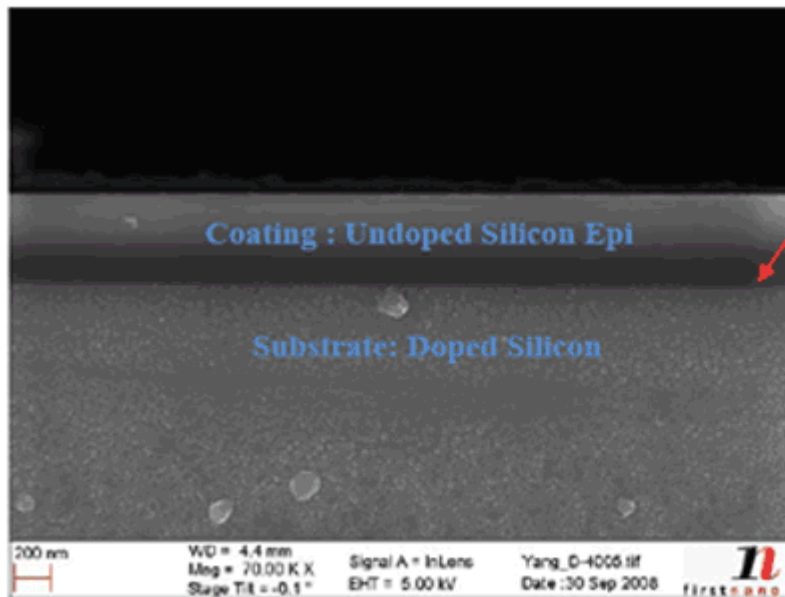 Coating : Undoped Silicon Epi
Substrate: Doped Silicon
200 nm
WD = 4.4 mm
Mag = 70.00 K X
Stage Tilt = -0.1 °
Signal A = InLens
EHT = 5.00 kV
Yang_D-4005.tif
Date :30 Sep 2008
n
firstnano